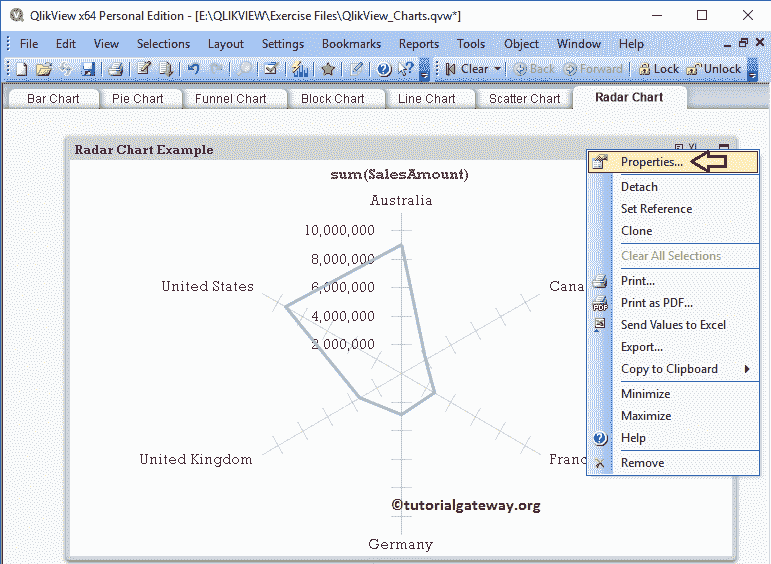 QlikView x64 Personal Edition - [E:\QLIKVIEW\Exercise Files\QlikView_Charts.qvw*]
File Edit View Selections Layout Settings Bookmarks Reports Tools Object Window Help
Clear Back Forward Lock Unlock
Bar Chart Pie Chart Funnel Chart Block Chart Line Chart Scatter Chart Radar Chart
Radar Chart Example XL
sum(SalesAmount)
Australia
10,000,000
8,000,000
6,000,000
4,000,000
2,000,000
United States
Cana
United Kingdom
Franc
Germany
©tutorialgateway.org
Properties...
Detach
Set Reference
Clone
Clear All Selections
Print...
Print as PDF...
PDF
Send Values to Excel
Export...
Copy to Clipboard
Minimize
Maximize
Help
Remove